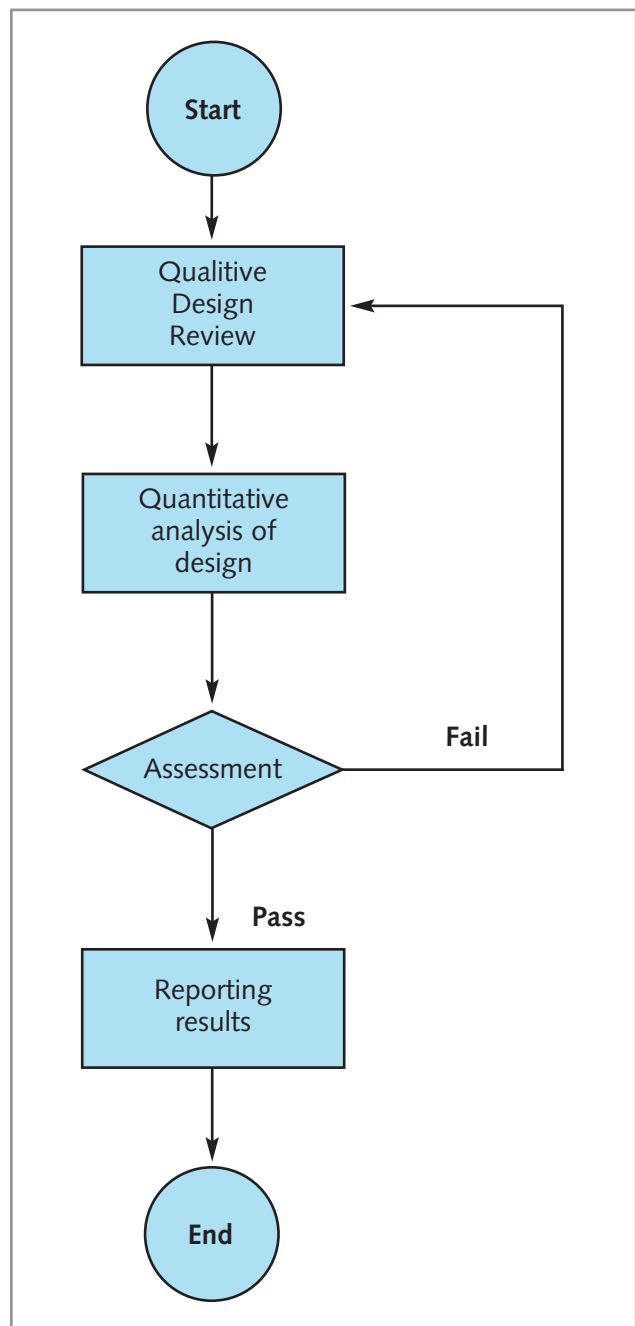 Start
Qualitive
Design
Review
Quantitative
analysis of
design
Assessment
Fail
Pass
Reporting
results
End